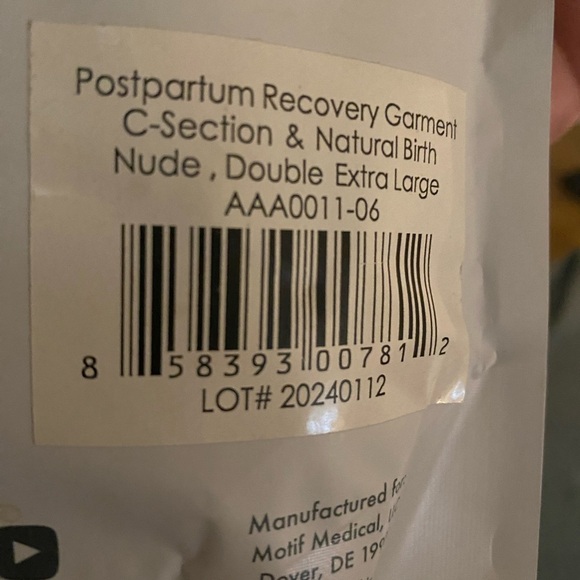 Postpartum Recovery Garment
C-Section & Natural Birth
Nude , Double Extra Large
AAA0011-06
8 58393 00781 2
LOT# 20240112
Manufactured for:
Motif Medical,
Dover, DE